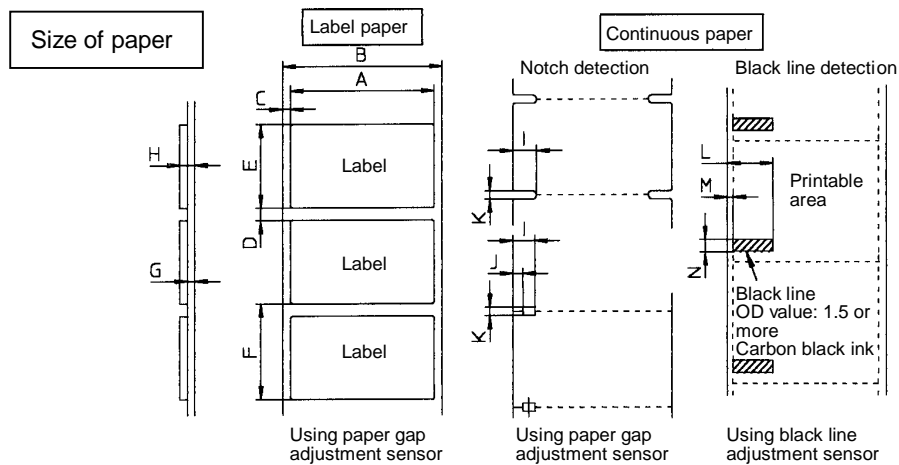 Size of paper
Label paper
Continuous paper
B
A
C
Notch detection
Black line detection
H
E
Label
I
L
M
Printable
area
K
D
I
J
N
G
Label
Black line
OD value: 1.5 or
more
Carbon black ink
K
F
Label
Using paper gap
adjustment sensor
Using paper gap
adjustment sensor
Using black line
adjustment sensor